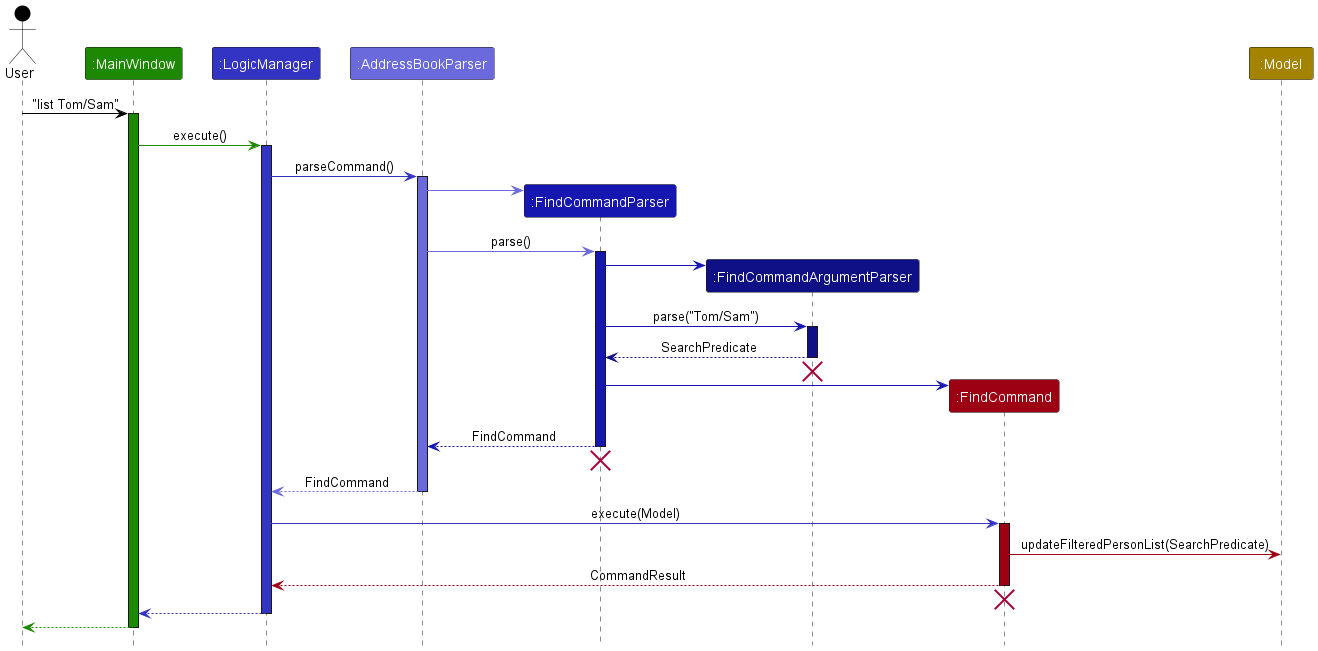 User
:MainWindow
:LogicManager
:AddressBookParser
:Model
"list Tom/Sam"
execute()
parseCommand()
:FindCommandParser
parse()
:FindCommandArgumentParser
parse("Tom/Sam")
SearchPredicate
:FindCommand
FindCommand
FindCommand
execute(Model)
updateFilteredPersonList(SearchPredicate)
CommandResult